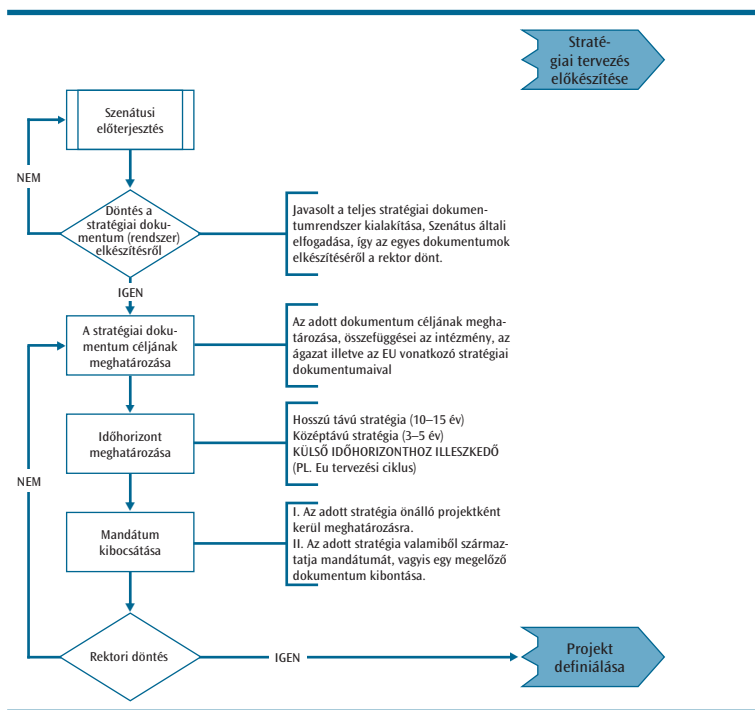 Straté-
giai tervezés
előkészítése
Szenátusi
előterjesztés
NEM
Döntés a
stratégiai doku-
mentum (rendszer)
elkészítésről
Javasolt a teljes stratégiai dokumen-
tumrendszer kialakítása, Szenátus általi
elfogadása, így az egyes dokumentumok
elkészítéséről a rektor dönt.
IGEN
A stratégiai doku-
mentum céljának
meghatározása
Az adott dokumentum céljának megha-
tározása, összefüggései az intézmény, az
ágazat illetve az EU vonatkozó stratégiai
dokumentumaival
Időhorizont
meghatározása
Hosszú távú stratégia (10–15 év)
Középtávú stratégia (3–5 év)
KÜLSŐ IDŐHORIZONTHOZ ILLESZKEDŐ
(PL. Eu tervezési ciklus)
NEM
Mandátum
kibocsátása
I. Az adott stratégia önálló projektként
kerül meghatározásra.
II. Az adott stratégia valamiből származ-
tatja mandátumát, vagyis egy megelőző
dokumentum kibontása.
Rektori döntés
IGEN
Projekt
definiálása